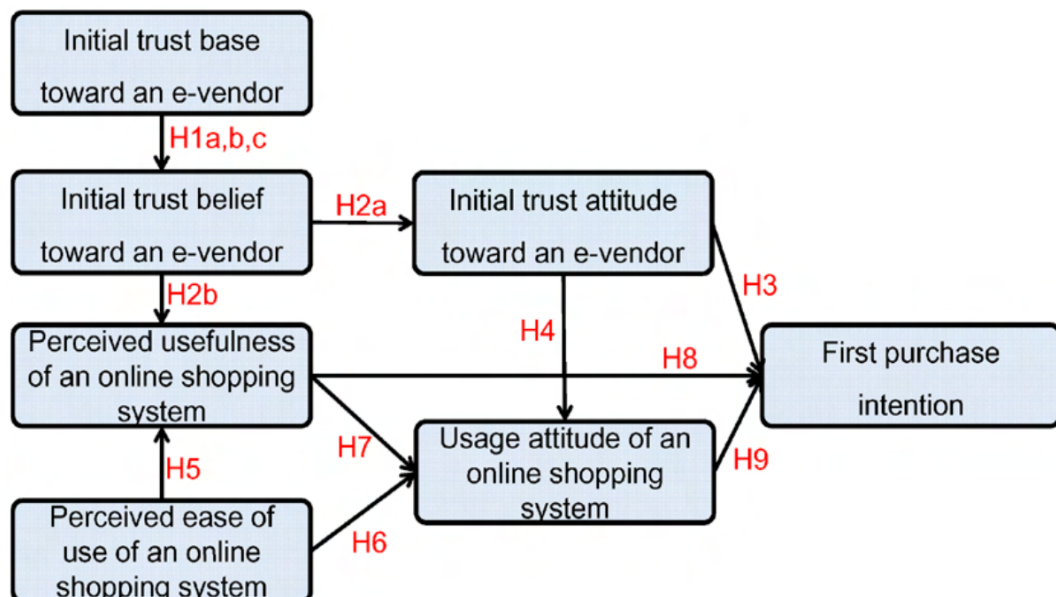 Initial trust base
toward an e-vendor
H1a,b,c
Initial trust belief
toward an e-vendor
H2a
Initial trust attitude
toward an e-vendor
H2b
H3
H4
Perceived usefulness
of an online shopping
system
H8
First purchase
intention
H7
Usage attitude of an
online shopping
system
H9
H5
Perceived ease of
use of an online
shopping system
H6